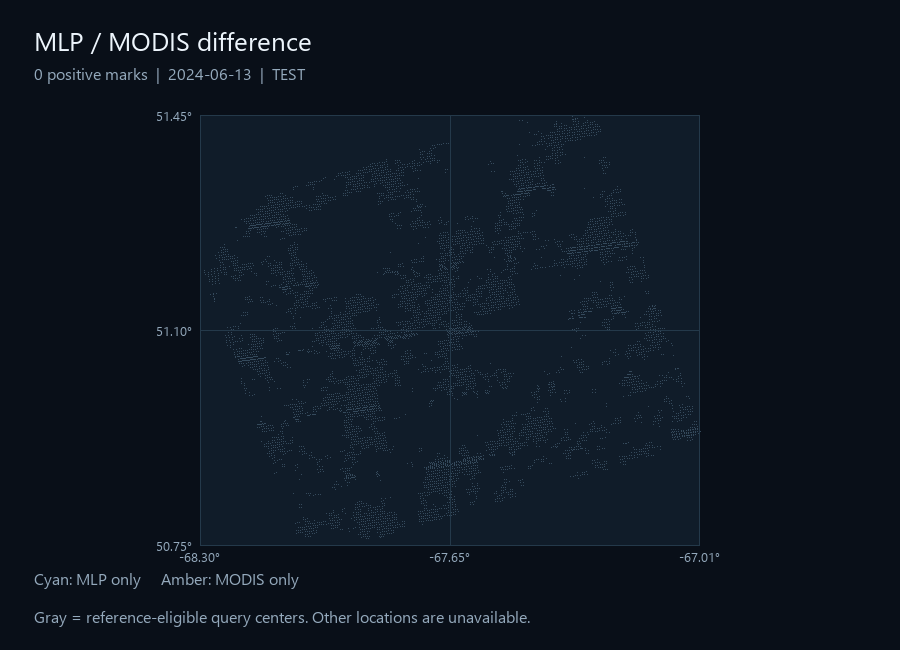 MLP / MODIS difference
0 positive marks | 2024-06-13 | TEST
51.45°
51.10°
50.75°
-68.30° -67.65° -67.01°
Cyan: MLP only Amber: MODIS only
Gray = reference-eligible query centers. Other locations are unavailable.